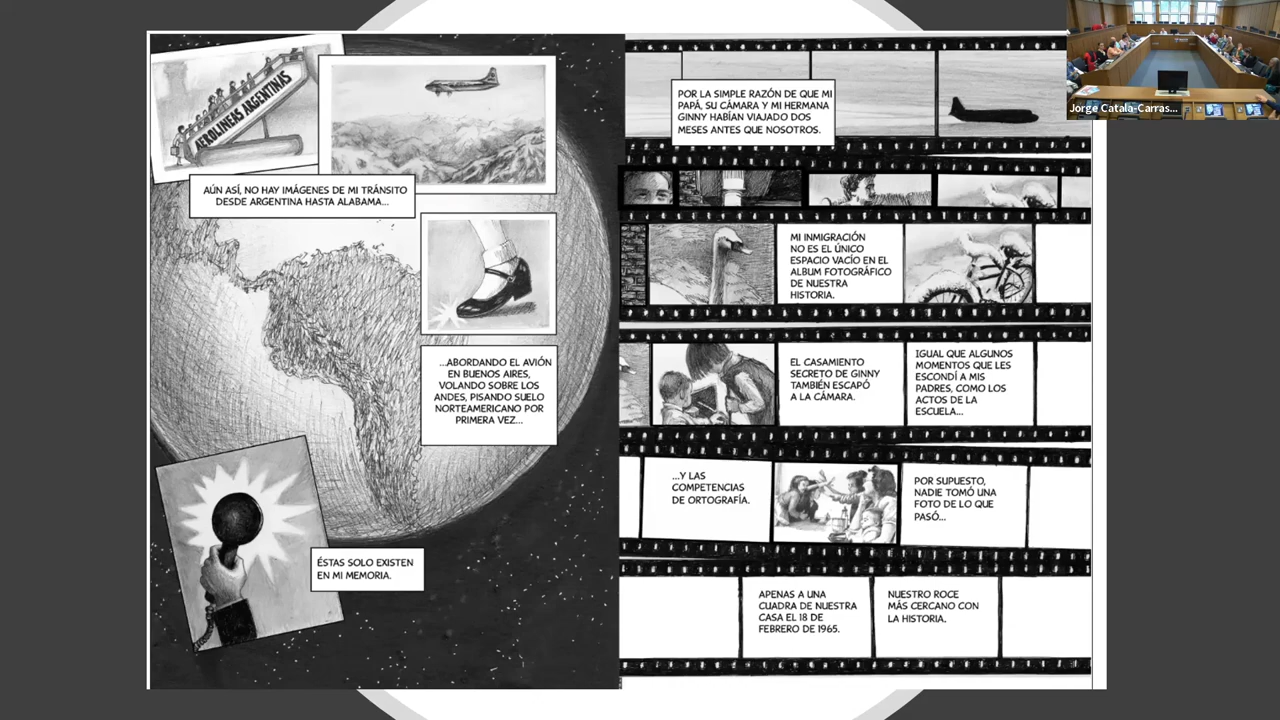 AEROLINEAS ARGENTINAS
AÚN ASÍ, NO HAY IMÁGENES DE MI TRÁNSITO
DESDE ARGENTINA HASTA ALABAMA...
...ABORDANDO EL AVIÓN
EN BUENOS AIRES,
VOLANDO SOBRE LOS
ANDES, PISANDO SUELO
NORTEAMERICANO POR
PRIMERA VEZ...
ÉSTAS SOLO EXISTEN
EN MI MEMORIA.
POR LA SIMPLE RAZÓN DE QUE MI
PAPÁ, SU CÁMARA Y MI HERMANA
GINNY HABÍAN VIAJADO DOS
MESES ANTES QUE NOSOTROS.
MI INMIGRACIÓN
NO ES EL ÚNICO
ESPACIO VACÍO EN EL
ALBUM FOTOGRÁFICO
DE NUESTRA
HISTORIA.
EL CASAMIENTO
SECRETO DE GINNY
TAMBIÉN ESCAPÓ
A LA CÁMARA.
IGUAL QUE ALGUNOS
MOMENTOS QUE LES
ESCONDÍ A MIS
PADRES, COMO LOS
ACTOS DE LA
ESCUELA...
...Y LAS
COMPETENCIAS
DE ORTOGRAFÍA.
POR SUPUESTO,
NADIE TOMÓ UNA
FOTO DE LO QUE
PASÓ...
APENAS A UNA
CUADRA DE NUESTRA
CASA EL 18 DE
FEBRERO DE 1965.
NUESTRO ROCE
MÁS CERCANO CON
LA HISTORIA.
Jorge Catala-Carras...